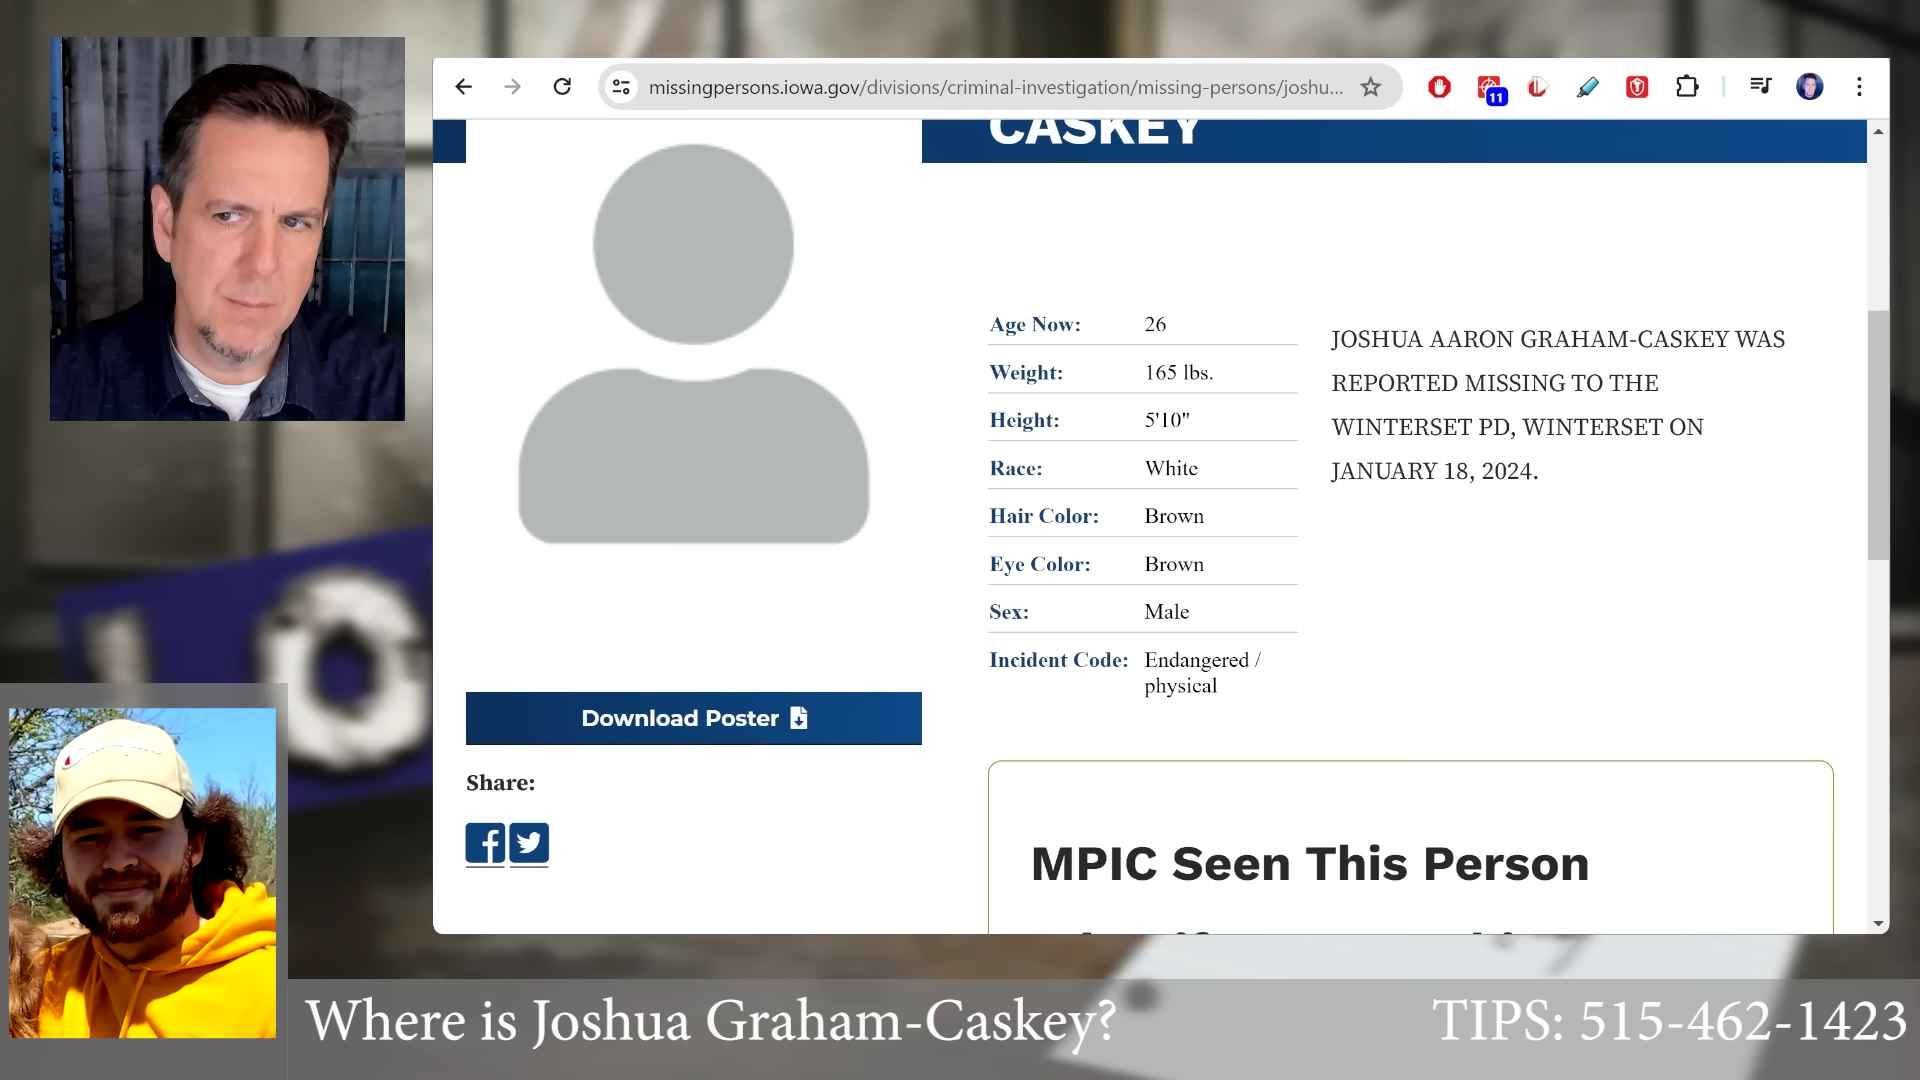 missingpersons.iowa.gov/divisions/criminal-investigation/missing-persons/joshu...
11
CASKEY
Age Now: 26
Weight: 165 lbs.
Height: 5'10"
Race: White
Hair Color: Brown
Eye Color: Brown
Sex: Male
Incident Code: Endangered /
physical
JOSHUA AARON GRAHAM-CASKEY WAS
REPORTED MISSING TO THE
WINTERSET PD, WINTERSET ON
JANUARY 18, 2024.
Download Poster
Share:
MPIC Seen This Person
Where is Joshua Graham-Caskey?
TIPS: 515-462-1423